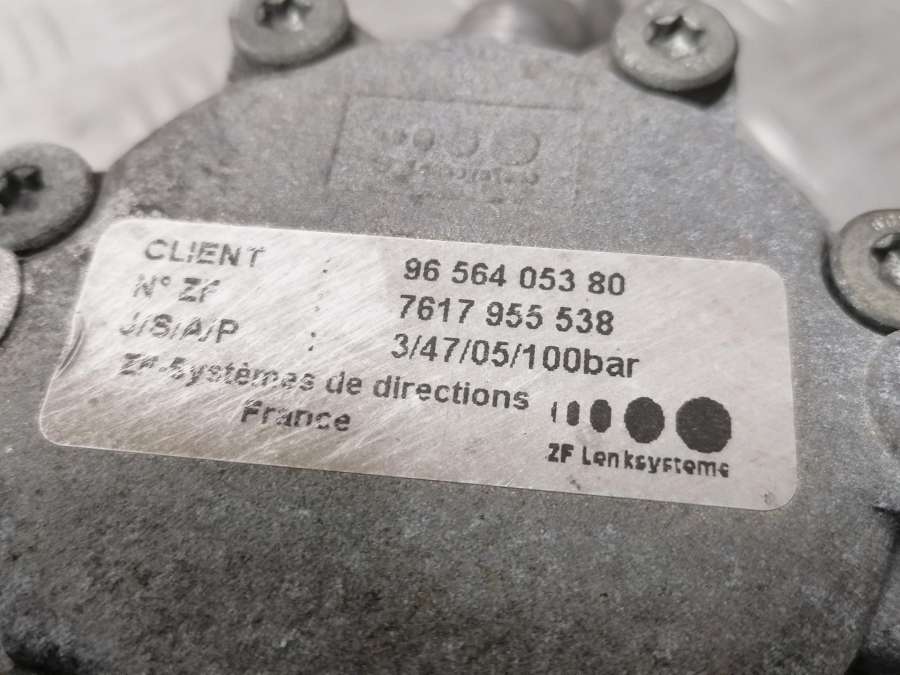 CLIENT : 96 564 053 80
N° ZF : 7617 955 538
J/S/A/P : 3/47/05/100bar
ZF-Systèmes de directions
France
ZF Lenksysteme